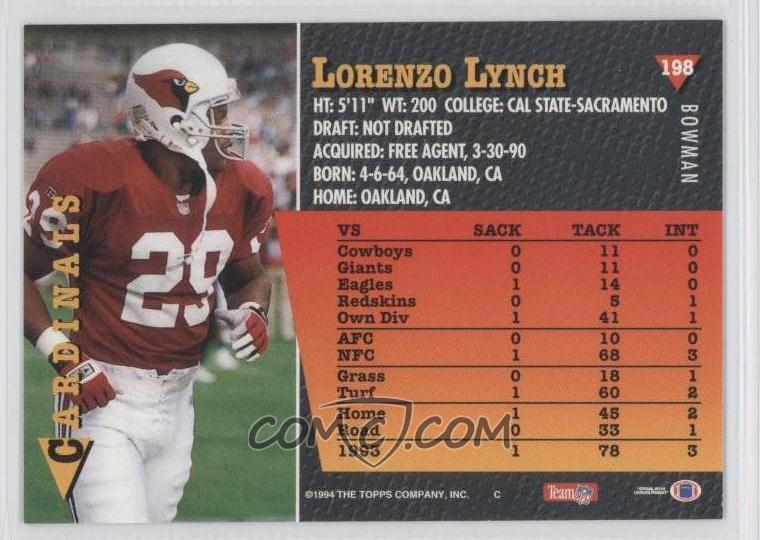 LORENZO LYNCH
198
BOWMAN
HT: 5'11" WT: 200 COLLEGE: CAL STATE-SACRAMENTO
DRAFT: NOT DRAFTED
ACQUIRED: FREE AGENT, 3-30-90
BORN: 4-6-64, OAKLAND, CA
HOME: OAKLAND, CA
CARDINALS
29
29
VS SACK TACK INT
Cowboys 0 11 0
Giants 0 11 0
Eagles 1 14 0
Redskins 0 5 1
Own Div 1 41 1
AFC 0 10 0
NFC 1 68 3
Grass 0 18 1
Turf 1 60 2
Home 1 45 2
Road 0 33 1
1993 1 78 3
COMC
©1994 THE TOPPS COMPANY, INC. C
Team NFL